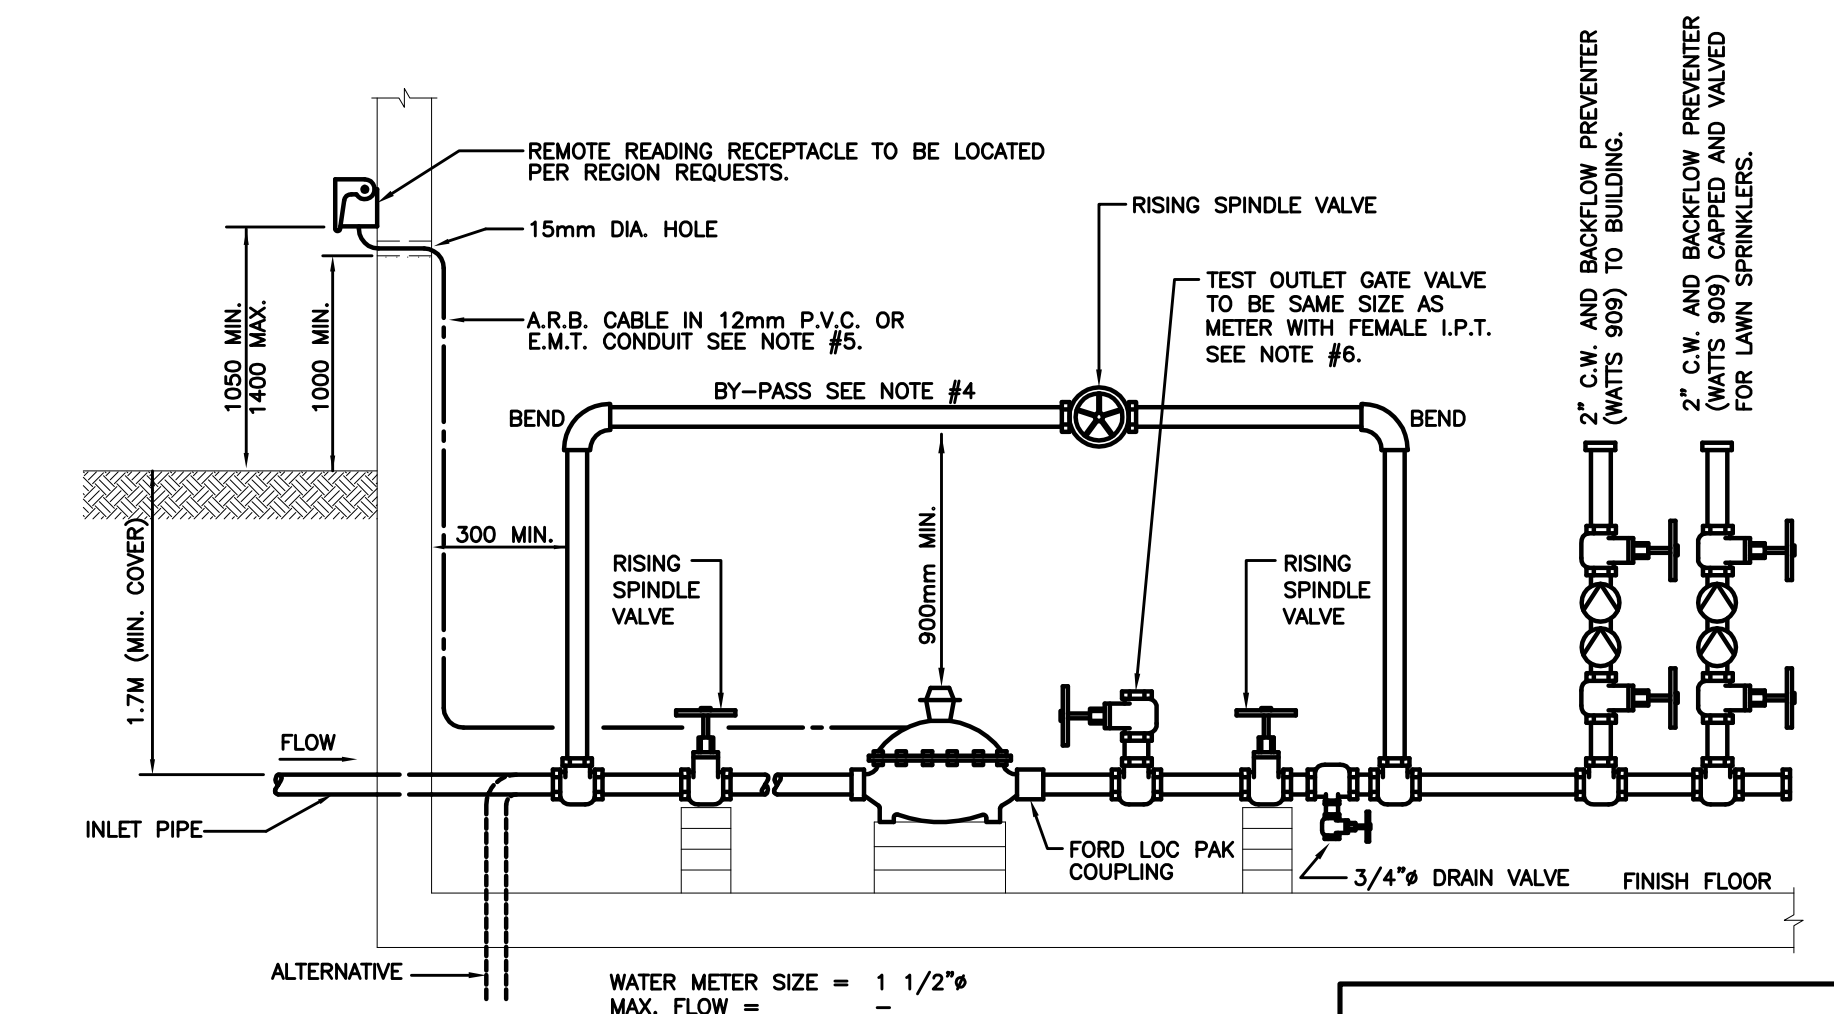 2" C.W. AND BACKFLOW PREVENTER
(WATTS 909) TO BUILDING.
2" C.W. AND BACKFLOW PREVENTER
(WATTS 909) CAPPED AND VALVED
FOR LAWN SPRINKLERS.
REMOTE READING RECEPTACLE TO BE LOCATED
PER REGION REQUESTS.
15mm DIA. HOLE
RISING SPINDLE VALVE
TEST OUTLET GATE VALVE
TO BE SAME SIZE AS
METER WITH FEMALE I.P.T.
SEE NOTE #6.
A.R.B. CABLE IN 12mm P.V.C. OR
E.M.T. CONDUIT SEE NOTE #5.
1050 MIN.
1400 MAX.
1000 MIN.
BY-PASS SEE NOTE #4
BEND
BEND
1.7M (MIN. COVER)
300 MIN.
RISING
SPINDLE
VALVE
900mm MIN.
RISING
SPINDLE
VALVE
FLOW
INLET PIPE
FORD LOC PAK
COUPLING
3/4"ø DRAIN VALVE
FINISH FLOOR
ALTERNATIVE
WATER METER SIZE = 1 1/2"ø
MAX. FLOW = -